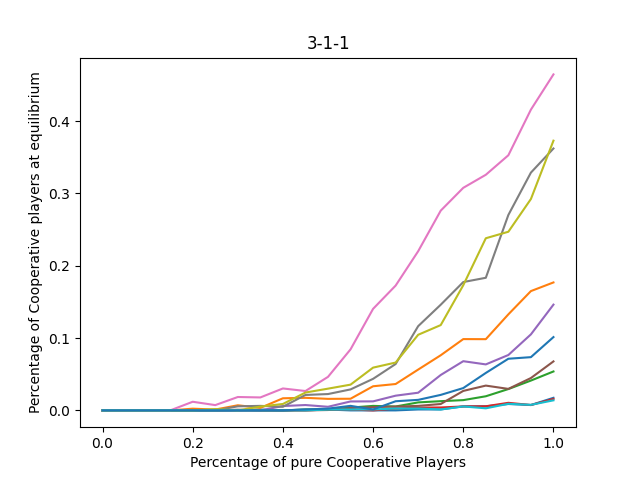 3-1-1
Percentage of Cooperative players at equilibrium
0.4
0.3
0.2
0.1
0.0
0.0 0.2 0.4 0.6 0.8 1.0
Percentage of pure Cooperative Players